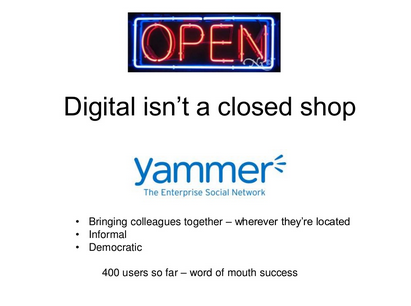 OPEN
Digital isn't a closed shop
yammer
The Enterprise Social Network
• Bringing colleagues together – wherever they're located
• Informal
• Democratic
400 users so far – word of mouth success